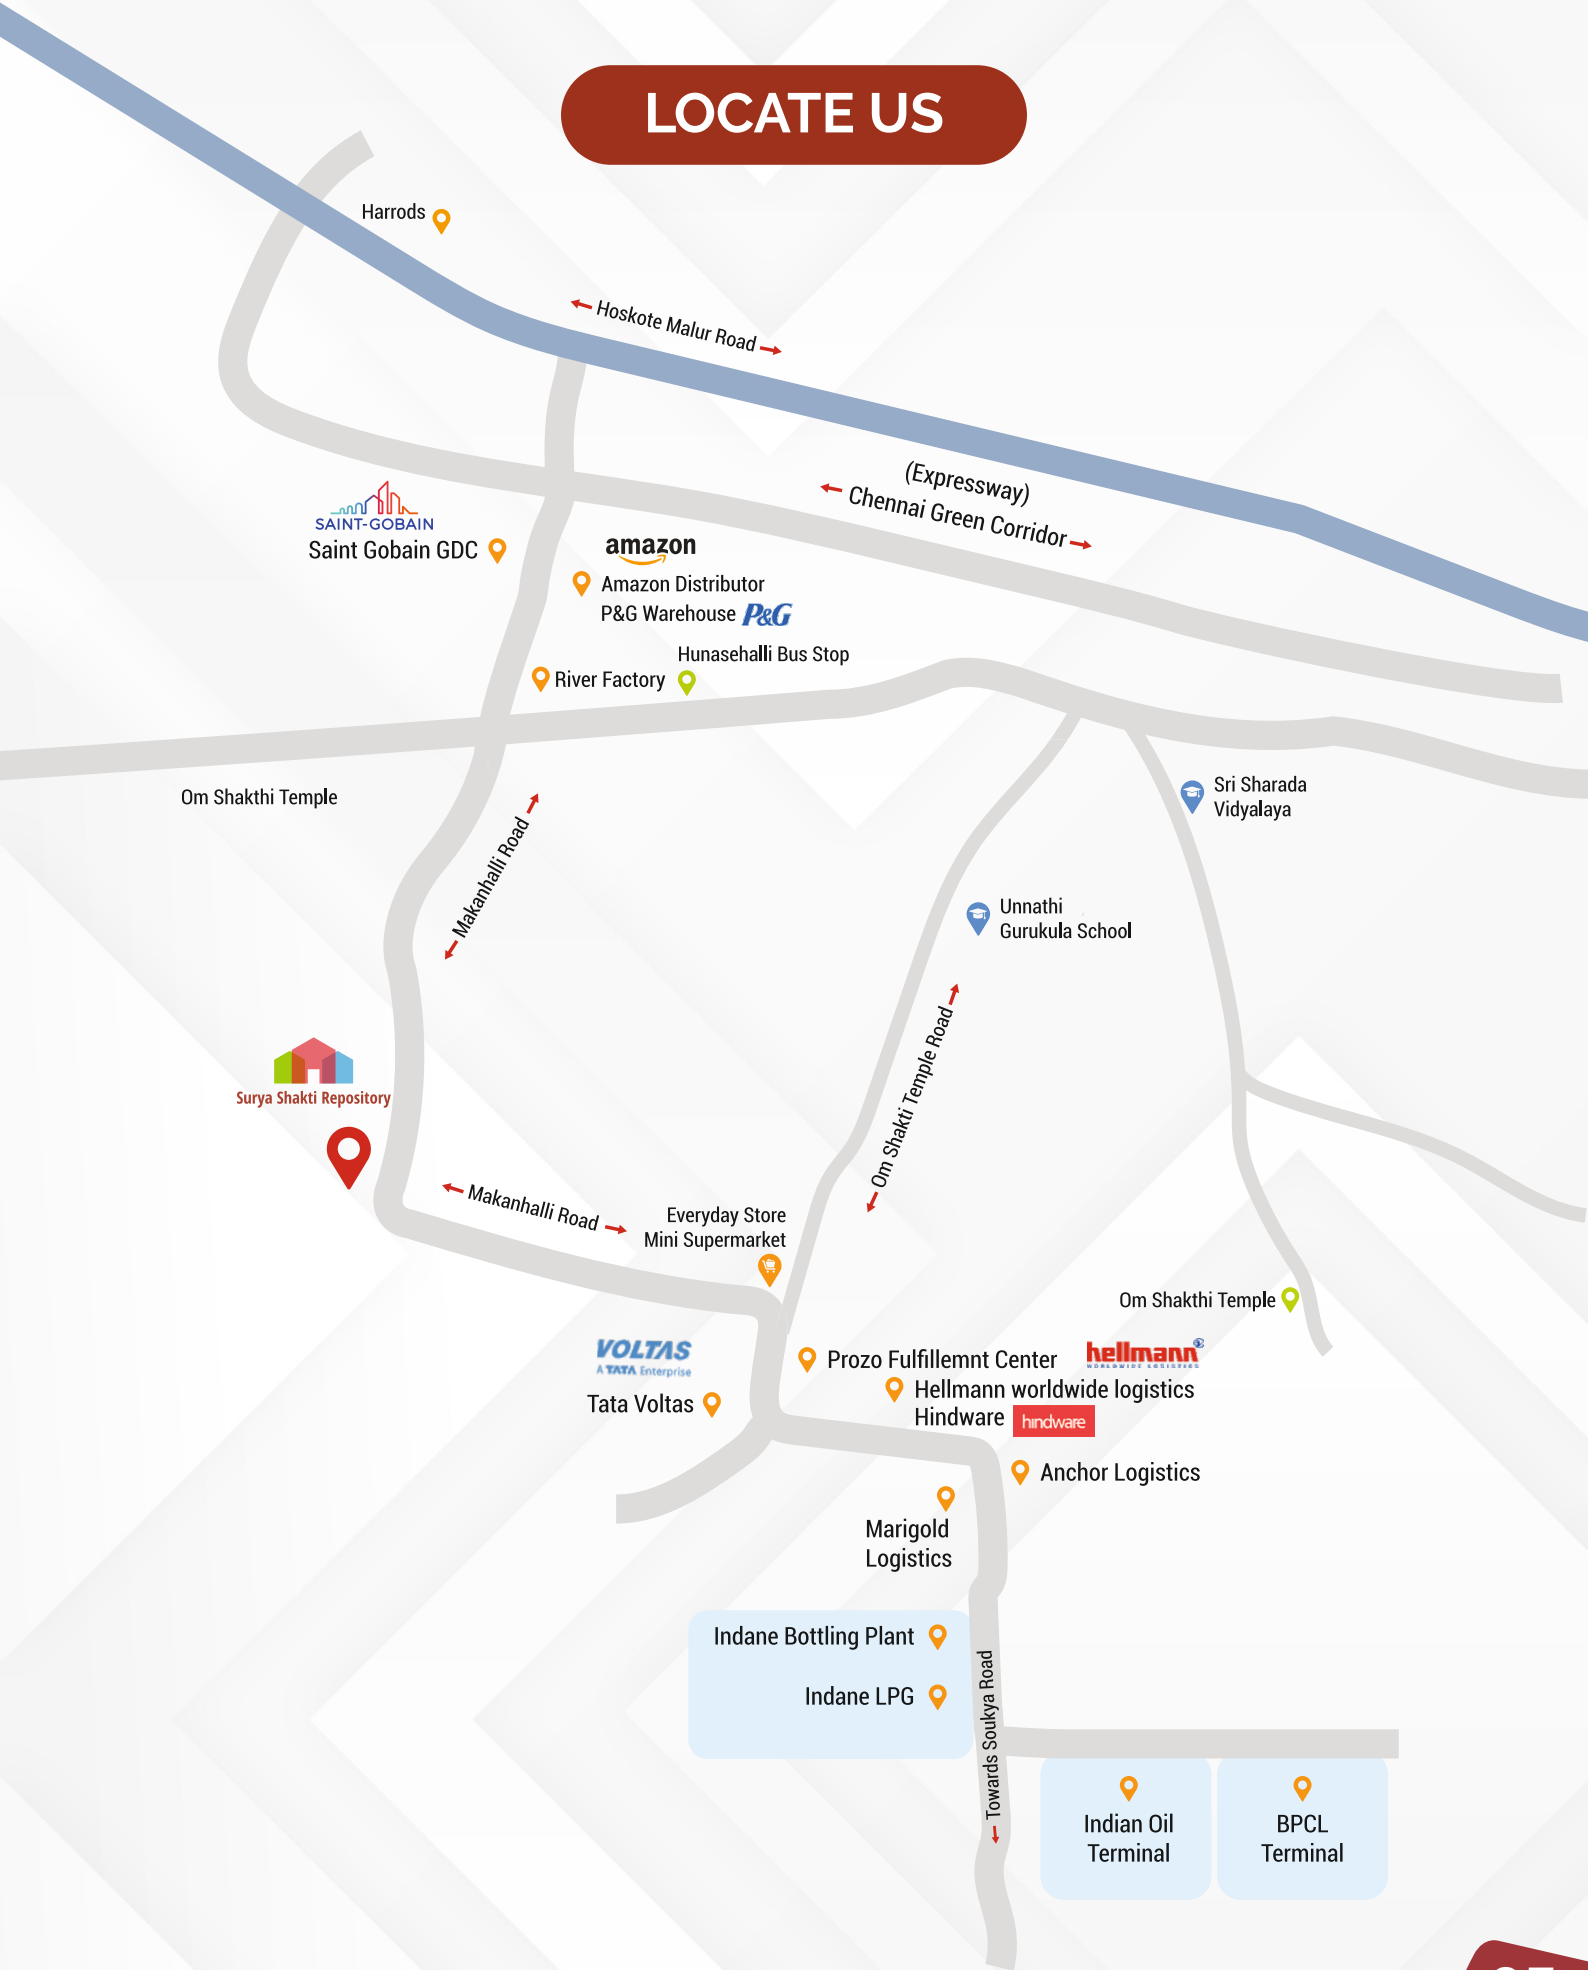 LOCATE US
Harrods
Hoskote Malur Road
(Expressway)
Chennai Green Corridor
SAINT-GOBAIN
Saint Gobain GDC
amazon
Amazon Distributor
P&G Warehouse P&G
Hunasehalli Bus Stop
River Factory
Om Shakthi Temple
Makanhalli Road
Sri Sharada
Vidyalaya
Unnathi
Gurukula School
Om Shakti Temple Road
Surya Shakti Repository
Makanhalli Road
Everyday Store
Mini Supermarket
Om Shakthi Temple
VOLTAS
A TATA Enterprise
Tata Voltas
Prozo Fulfillemnt Center
hellmann
WORLDWIDE LOGISTICS
Hellmann worldwide logistics
Hindware hindware
Anchor Logistics
Marigold
Logistics
Indane Bottling Plant
Indane LPG
Towards Soukya Road
Indian Oil
Terminal
BPCL
Terminal